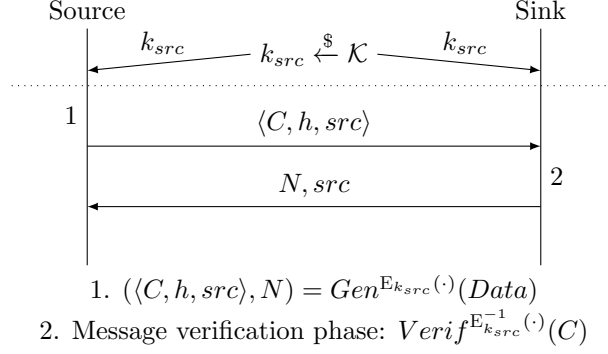 Source Sink
k_src k_src ←$ K k_src
1
⟨C, h, src⟩
2
N, src
1. (⟨C, h, src⟩, N) = Gen^{E_{k_src}(·)}(Data)
2. Message verification phase: Verif^{E^{-1}_{k_src}(·)}(C)